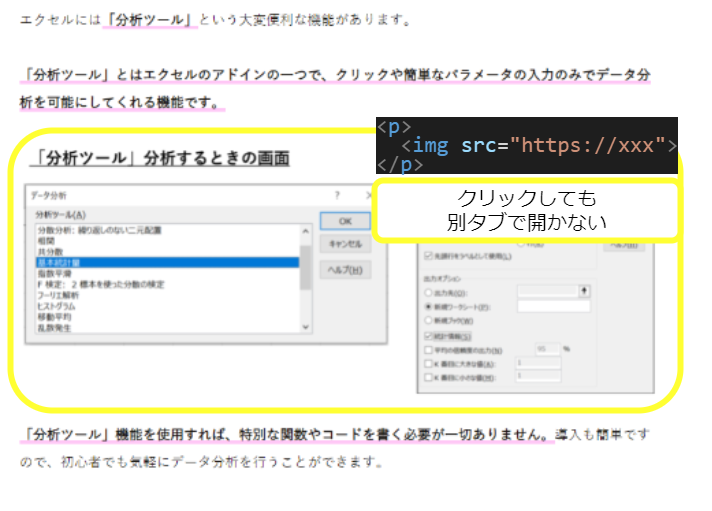 エクセルには「分析ツール」という大変便利な機能があります。
「分析ツール」とはエクセルのアドインの一つで、クリックや簡単なパラメータの入力のみでデータ分
析を可能にしてくれる機能です。
「分析ツール」分析するときの画面
<p>
<img src="https://xxx">
</p>
クリックしても
別タブで開かない
データ分析
?
分析ツール(A)
分散分析: 繰り返しのない二元配置
相関
共分散
基本統計量
指数平滑
F 検定: 2 標本を使った分散の検定
フーリエ解析
ヒストグラム
移動平均
乱数発生
OK
キャンセル
ヘルプ(H)
先頭行をラベルとして使用(L)
出力オプション
出力先(O):
新規ワークシート(P):
新規ブック(W)
統計情報(S)
平均の信頼度の出力(N)
95 %
K 番目に大きな値(A):
1
K 番目に小さな値(M):
1
「分析ツール」機能を使用すれば、特別な関数やコードを書く必要が一切ありません。導入も簡単です
ので、初心者でも気軽にデータ分析を行うことができます。